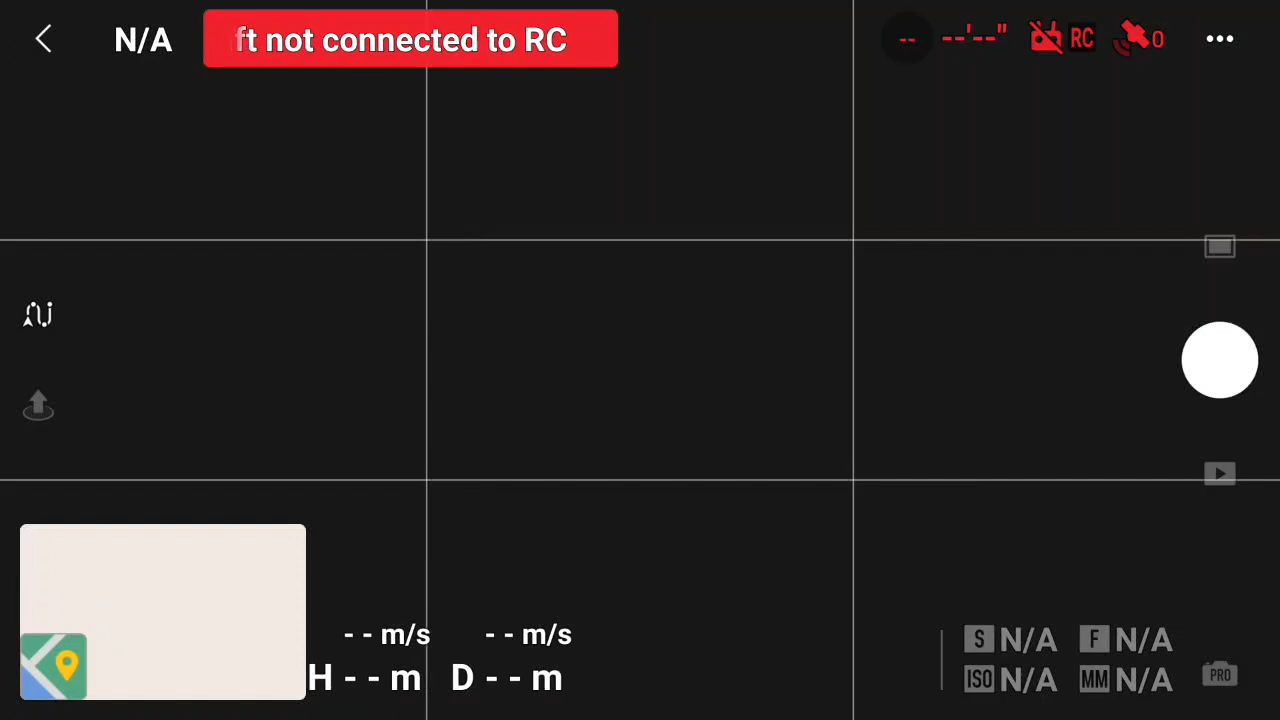 N/A
ft not connected to RC
-- --'--" RC 0
- - m/s - - m/s
H - - m D - - m
S N/A F N/A
ISO N/A MM N/A
PRO